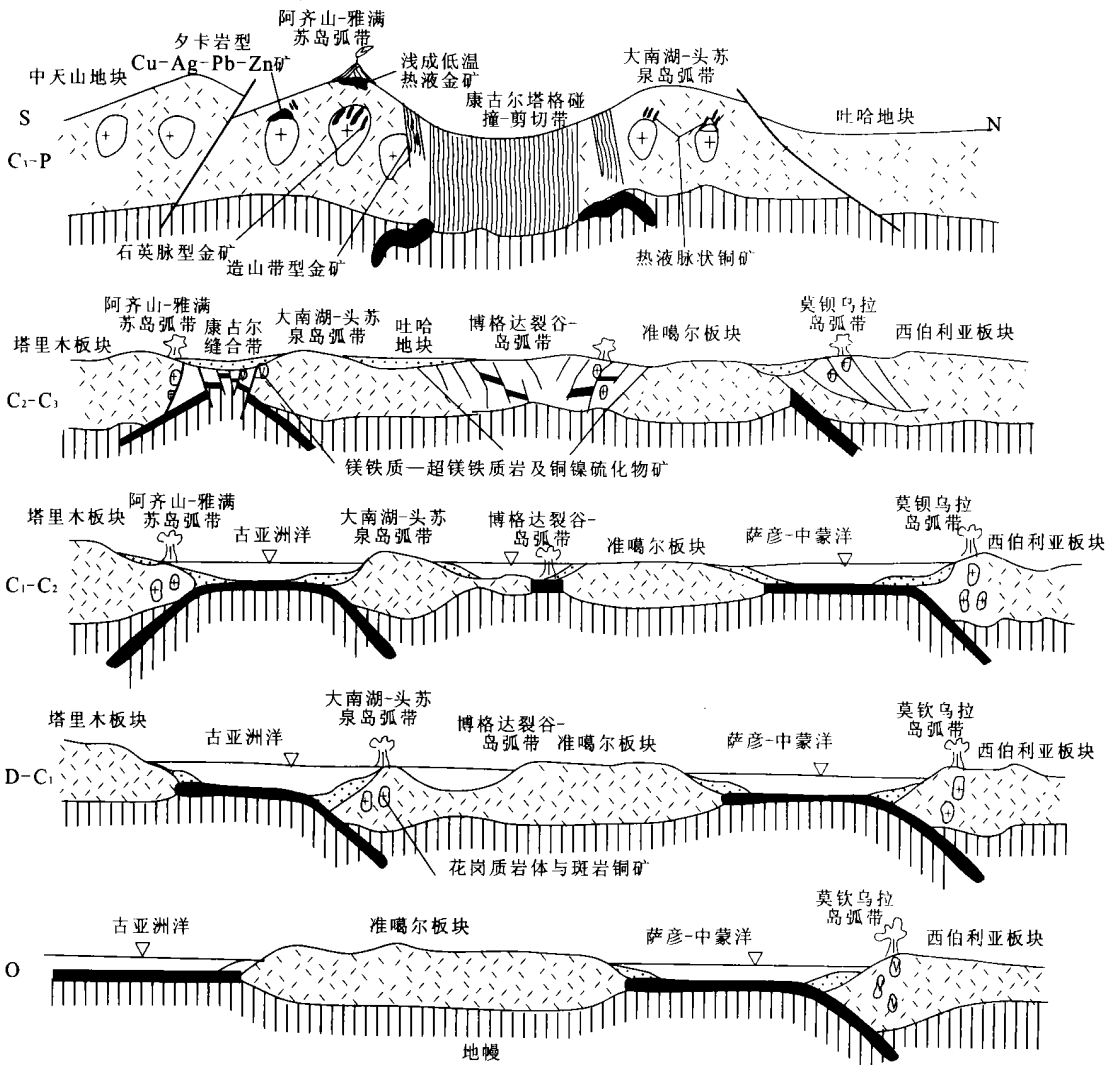 阿齐山-雅满
苏岛弧带
夕卡岩型
Cu-Ag-Pb-Zn矿
中天山地块
浅成低温
热液金矿
大南湖-头苏
泉岛弧带
康古尔塔格碰
撞-剪切带
吐哈地块
S
N
C₁-P
石英脉型金矿
造山带型金矿
热液脉状铜矿
阿齐山-雅满
苏岛弧带
塔里木板块
康古尔
缝合带
大南湖-头苏
泉岛弧带
吐哈
地块
博格达裂谷-
岛弧带
准噶尔板块
莫钡乌拉
岛弧带
西伯利亚板块
C₂-C₃
镁铁质—超镁铁质岩及铜镍硫化物矿
阿齐山-雅满
苏岛弧带
塔里木板块
古亚洲洋
大南湖-头苏
泉岛弧带
博格达裂谷-
岛弧带
准噶尔板块
萨彦-中蒙洋
莫钡乌拉
岛弧带
西伯利亚板块
C₁-C₂
大南湖-头苏
泉岛弧带
塔里木板块
古亚洲洋
博格达裂谷-
岛弧带
准噶尔板块
萨彦-中蒙洋
莫钦乌拉
岛弧带
西伯利亚板块
D-C₁
花岗质岩体与斑岩铜矿
古亚洲洋
准噶尔板块
萨彦-中蒙洋
莫钦乌拉
岛弧带
西伯利亚板块
O
地幔